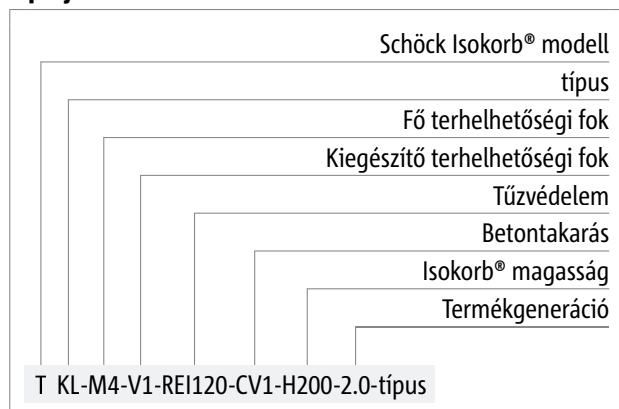 Schöck Isokorb® modell
típus
Fő terhelhetőségi fok
Kiegészítő terhelhetőségi fok
Tűzvédelem
Betontakarás
Isokorb® magasság
Termékgeneráció
T KL-M4-V1-REI120-CV1-H200-2.0-típus